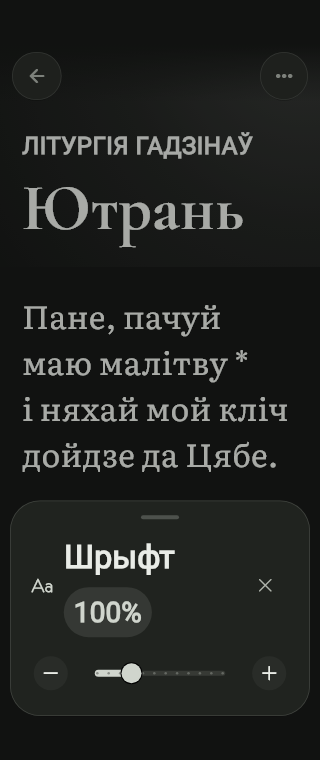 ЛІТУРГІЯ ГАДЗІНАЎ
Ютрань
Пане, пачуй
маю малітву *
і няхай мой кліч
дойдзе да Цябе.
Шрыфт
Aa
100%